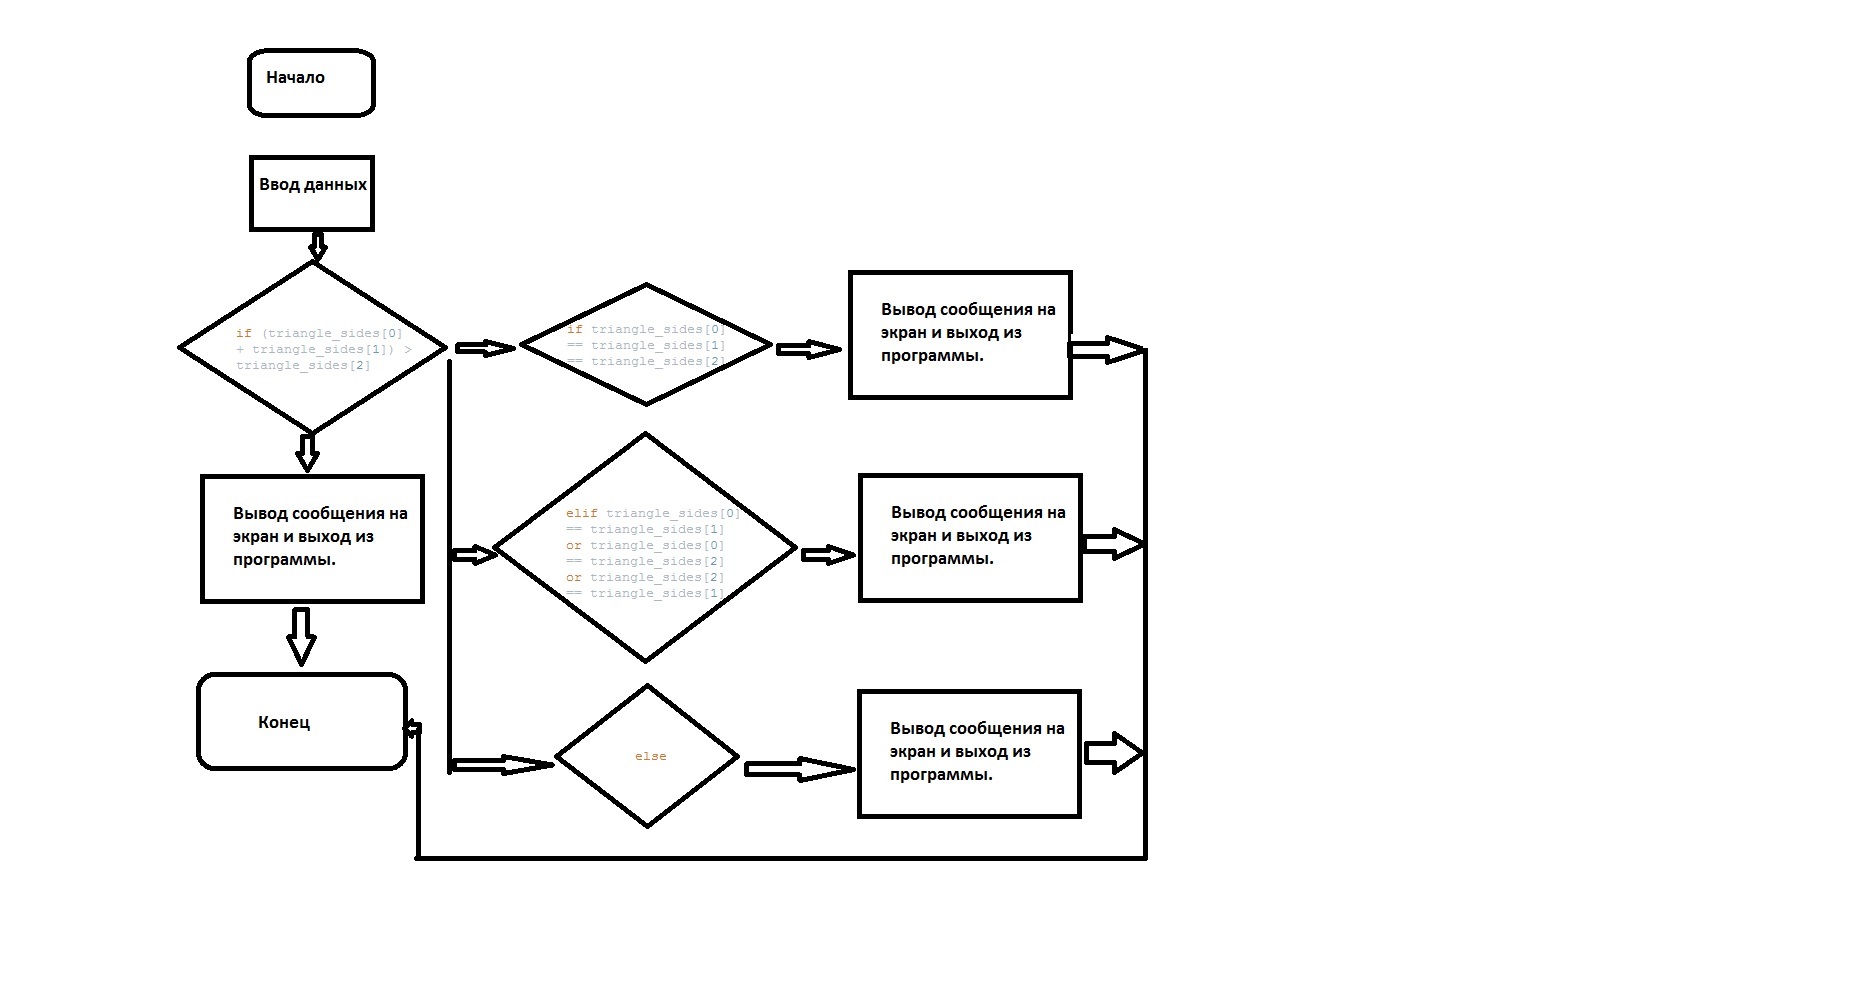 Начало
Ввод данных
if (triangle_sides[0]
+ triangle_sides[1]) >
triangle_sides[2]
if triangle_sides[0]
== triangle_sides[1]
== triangle_sides[2]
Вывод сообщения на
экран и выход из
программы.
Вывод сообщения на
экран и выход из
программы.
elif triangle_sides[0]
== triangle_sides[1]
or triangle_sides[0]
== triangle_sides[2]
or triangle_sides[2]
== triangle_sides[1]
Вывод сообщения на
экран и выход из
программы.
Конец
else
Вывод сообщения на
экран и выход из
программы.